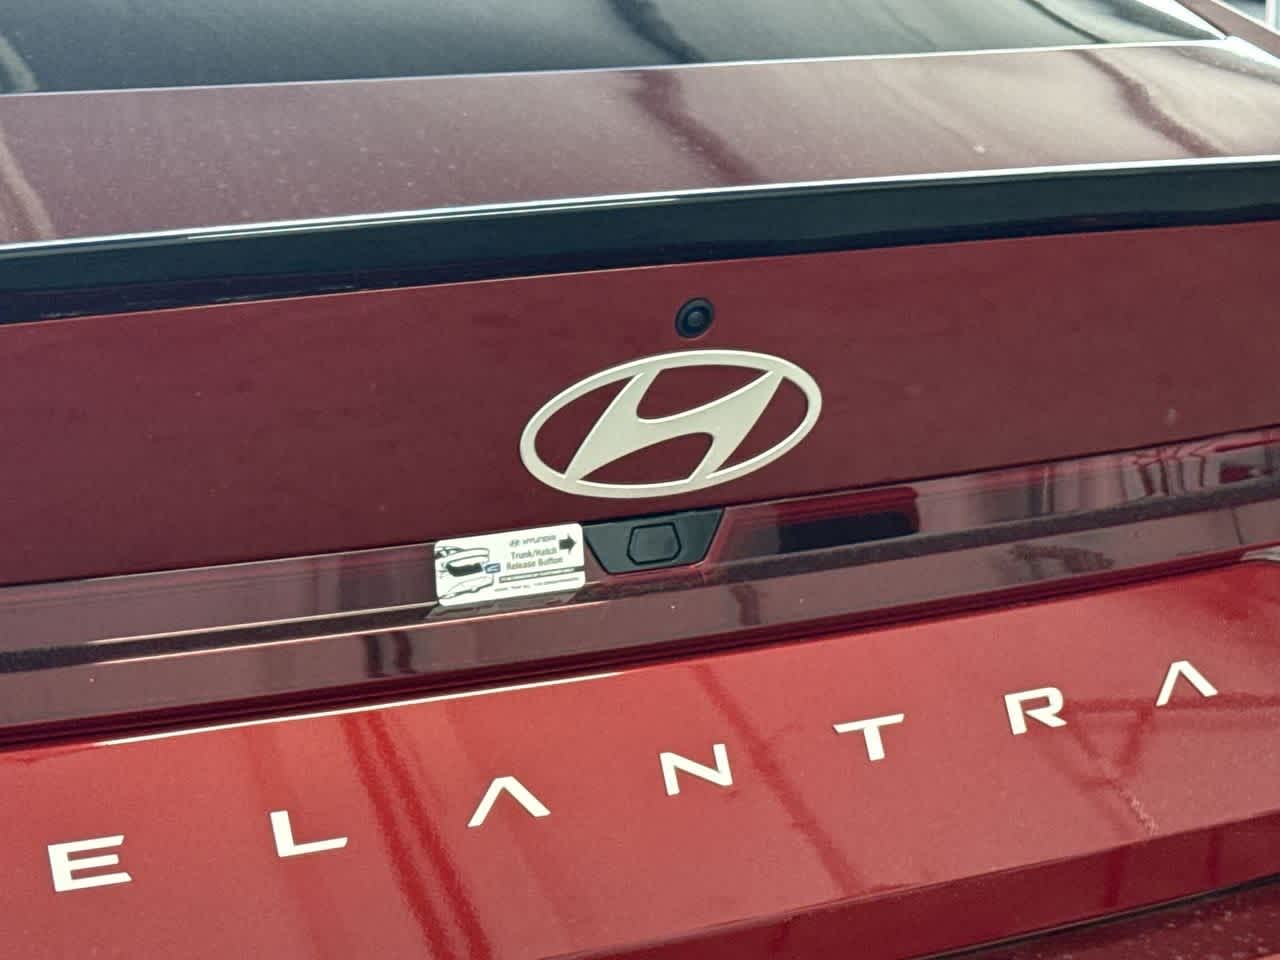 HYUNDAI
Trunk/Hatch
Release Button
ELANTRA